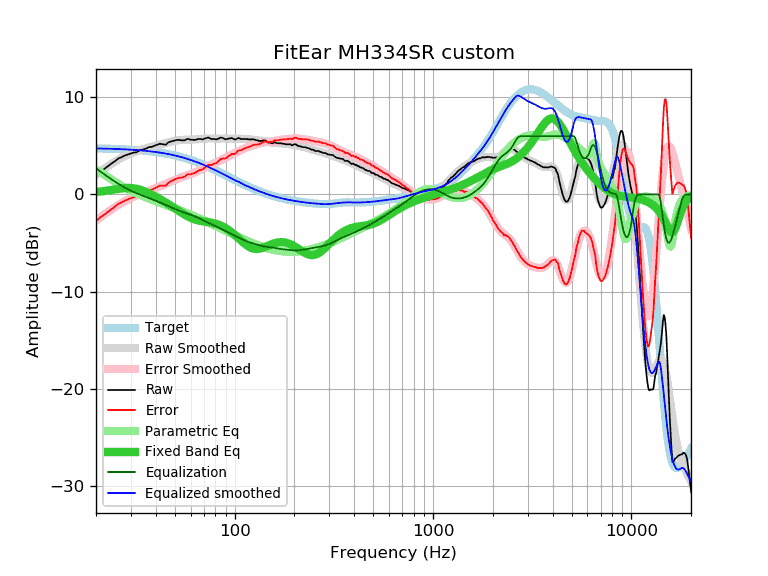 FitEar MH334SR custom
10
0
−10
−20
−30
Amplitude (dBr)
Target
Raw Smoothed
Error Smoothed
Raw
Error
Parametric Eq
Fixed Band Eq
Equalization
Equalized smoothed
100
1000
10000
Frequency (Hz)